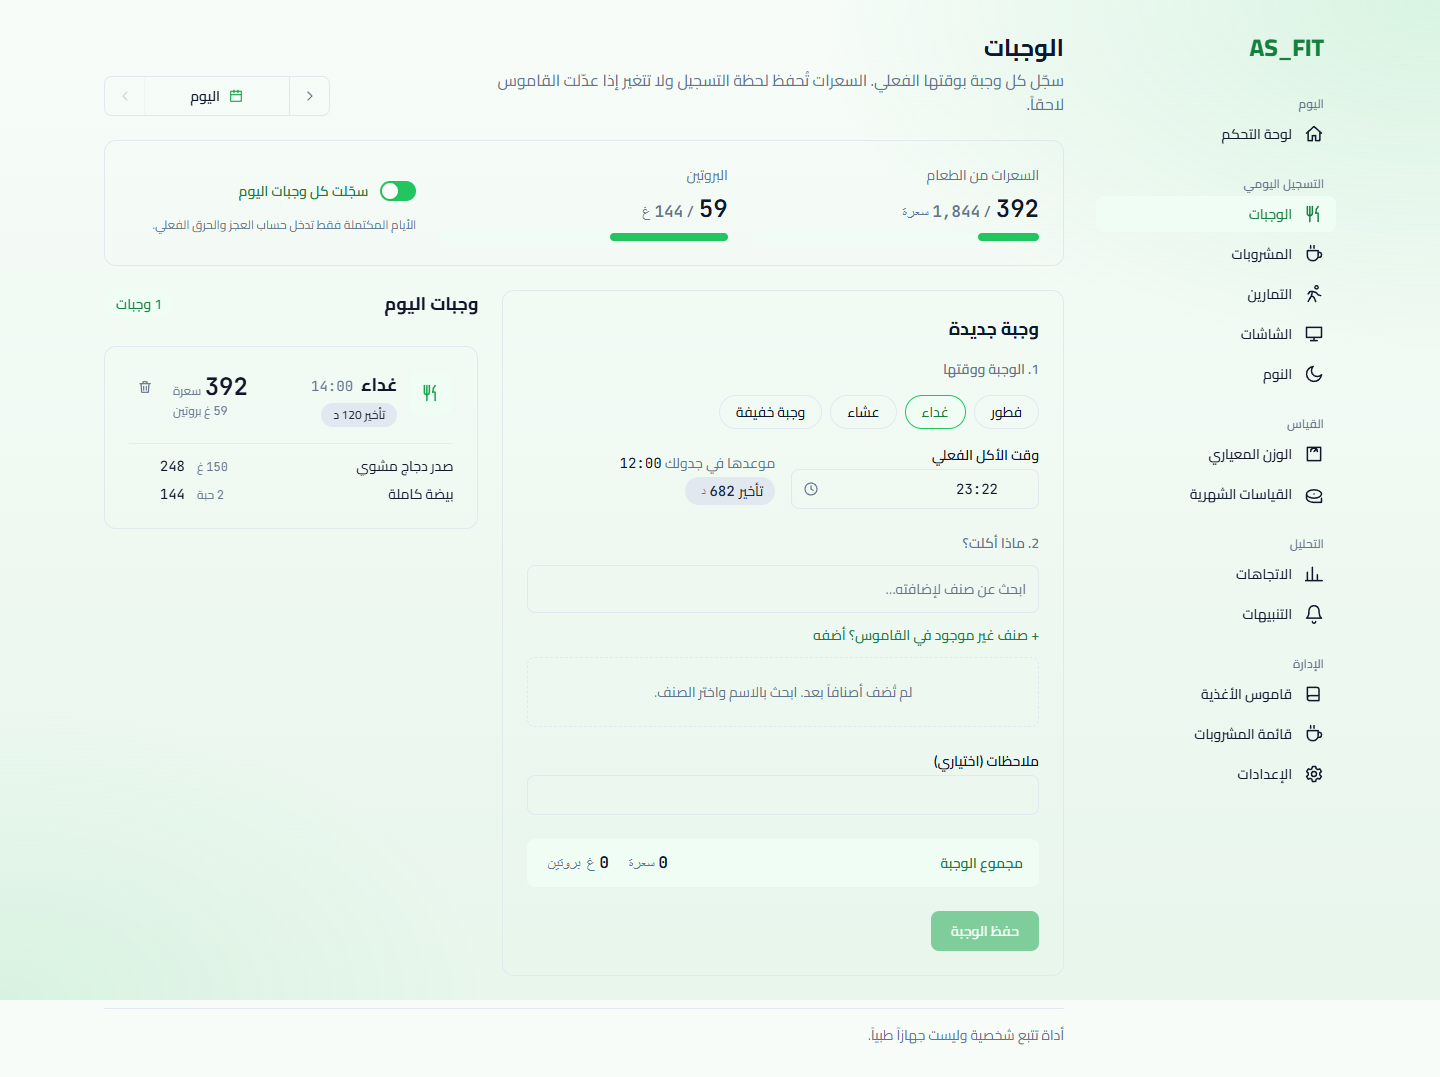 AS_FIT
اليوم
لوحة التحكم
التسجيل اليومي
الوجبات
المشروبات
التمارين
الشاشات
النوم
القياس
الوزن المعياري
القياسات الشهرية
التحليل
الاتجاهات
التنبيهات
الإدارة
قاموس الأغذية
قائمة المشروبات
الإعدادات
الوجبات
سجّل كل وجبة بوقتها الفعلي. السعرات تُحفظ لحظة التسجيل ولا تتغير إذا عدّلت القاموس
لاحقاً.
اليوم
السعرات من الطعام
392 / 1,844 سعرة
البروتين
59 / 144 غ
سجّلت كل وجبات اليوم
الأيام المكتملة فقط تدخل حساب العجز والحرق الفعلي.
وجبة جديدة
1. الوجبة ووقتها
فطور
غداء
عشاء
وجبة خفيفة
وقت الأكل الفعلي
23:22
موعدها في جدولك 12:00
تأخير 682 د
2. ماذا أكلت؟
ابحث عن صنف لإضافته...
+ صنف غير موجود في القاموس؟ أضفه
لم تُضف أصنافاً بعد. ابحث بالاسم واختر الصنف.
ملاحظات (اختياري)
مجموع الوجبة
0 سعرة 0 غ بروتين
حفظ الوجبة
وجبات اليوم
1 وجبات
غداء 14:00
تأخير 120 د
392 سعرة
59 غ بروتين
صدر دجاج مشوي 150 غ 248
بيضة كاملة 2 حبة 144
أداة تتبع شخصية وليست جهازاً طبياً.